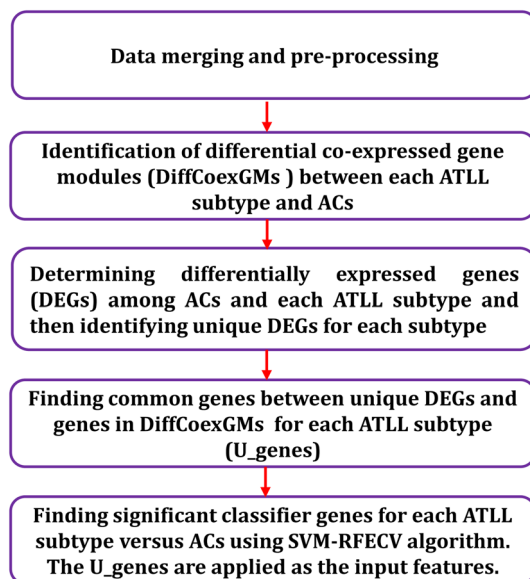 Data merging and pre-processing
Identification of differential co-expressed gene
modules (DiffCoexGMs ) between each ATLL
subtype and ACs
Determining differentially expressed genes
(DEGs) among ACs and each ATLL subtype and
then identifying unique DEGs for each subtype
Finding common genes between unique DEGs and
genes in DiffCoexGMs for each ATLL subtype
(U_genes)
Finding significant classifier genes for each ATLL
subtype versus ACs using SVM-RFECV algorithm.
The U_genes are applied as the input features.